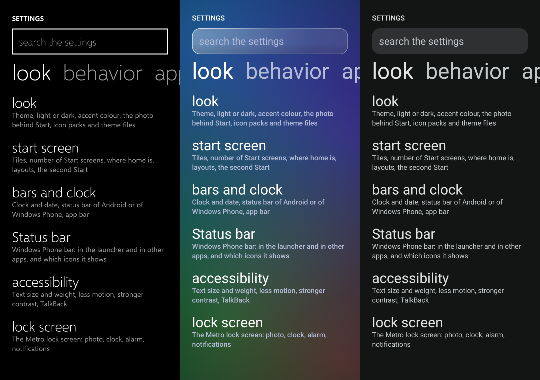 SETTINGS
search the settings
look behavior ap
look
Theme, light or dark, accent colour, the photo
behind Start, icon packs and theme files
start screen
Tiles, number of Start screens, where home is,
layouts, the second Start
bars and clock
Clock and date, status bar of Android or of
Windows Phone, app bar
Status bar
Windows Phone bar: in the launcher and in other
apps, and which icons it shows
accessibility
Text size and weight, less motion, stronger
contrast, TalkBack
lock screen
The Metro lock screen: photo, clock, alarm,
notifications
SETTINGS
search the settings
look behavior ap
look
Theme, light or dark, accent colour, the photo
behind Start, icon packs and theme files
start screen
Tiles, number of Start screens, where home is,
layouts, the second Start
bars and clock
Clock and date, status bar of Android or of
Windows Phone, app bar
Status bar
Windows Phone bar: in the launcher and in other
apps, and which icons it shows
accessibility
Text size and weight, less motion, stronger
contrast, TalkBack
lock screen
The Metro lock screen: photo, clock, alarm,
notifications
SETTINGS
search the settings
look behavior a
look
Theme, light or dark, accent colour, the photo
behind Start, icon packs and theme files
start screen
Tiles, number of Start screens, where home is,
layouts, the second Start
bars and clock
Clock and date, status bar of Android or of
Windows Phone, app bar
Status bar
Windows Phone bar: in the launcher and in other
apps, and which icons it shows
accessibility
Text size and weight, less motion, stronger
contrast, TalkBack
lock screen
The Metro lock screen: photo, clock, alarm,
notifications